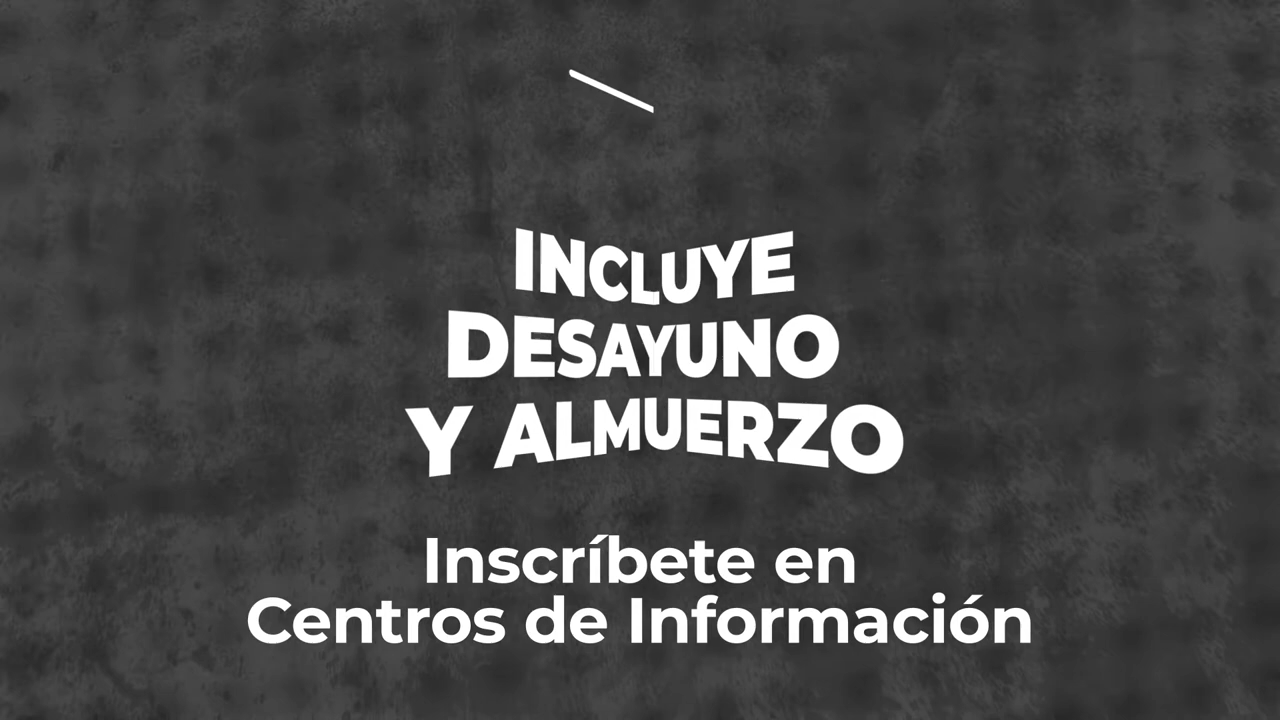 INCLUYE
DESAYUNO
Y ALMUERZO
Inscríbete en
Centros de Información